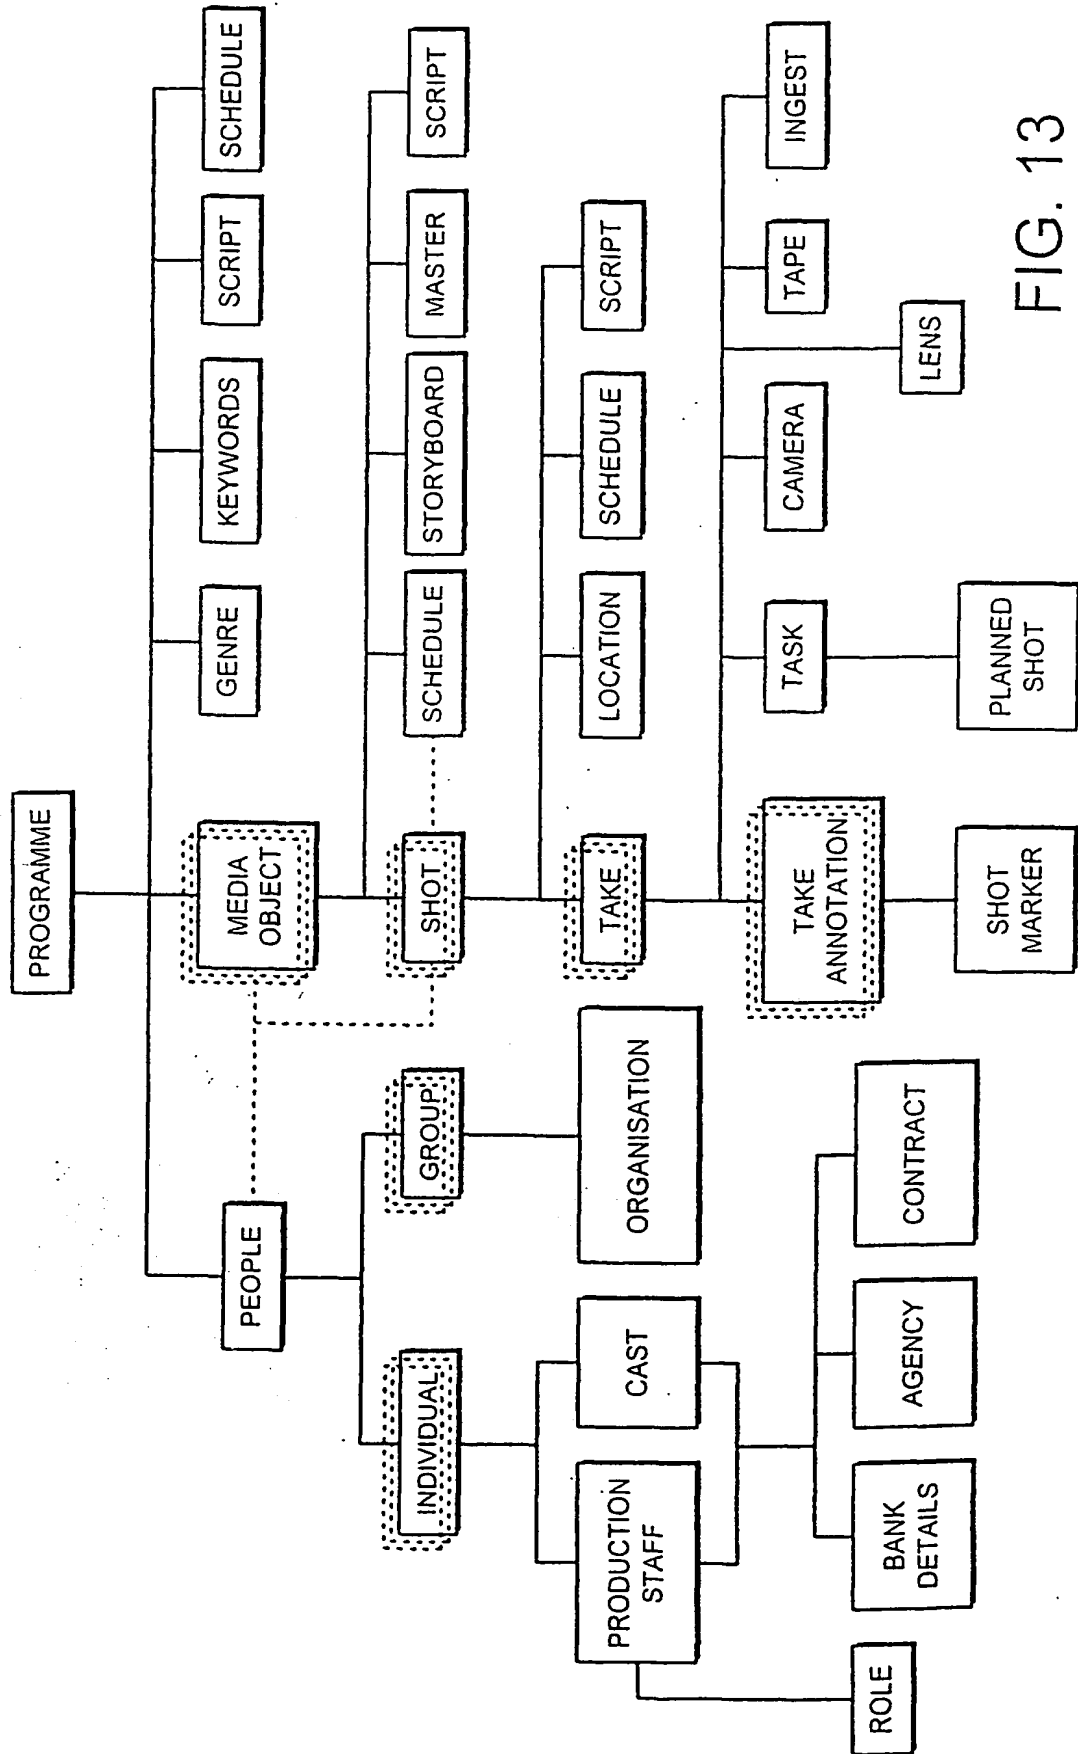 PROGRAMME
PEOPLE
MEDIA
OBJECT
GENRE
KEYWORDS
SCRIPT
SCHEDULE
INDIVIDUAL
GROUP
SHOT
SCHEDULE
STORYBOARD
MASTER
SCRIPT
PRODUCTION
STAFF
CAST
ORGANISATION
TAKE
LOCATION
SCHEDULE
SCRIPT
ROLE
BANK
DETAILS
AGENCY
CONTRACT
TAKE
ANNOTATION
TASK
CAMERA
LENS
TAPE
INGEST
SHOT
MARKER
PLANNED
SHOT
FIG. 13